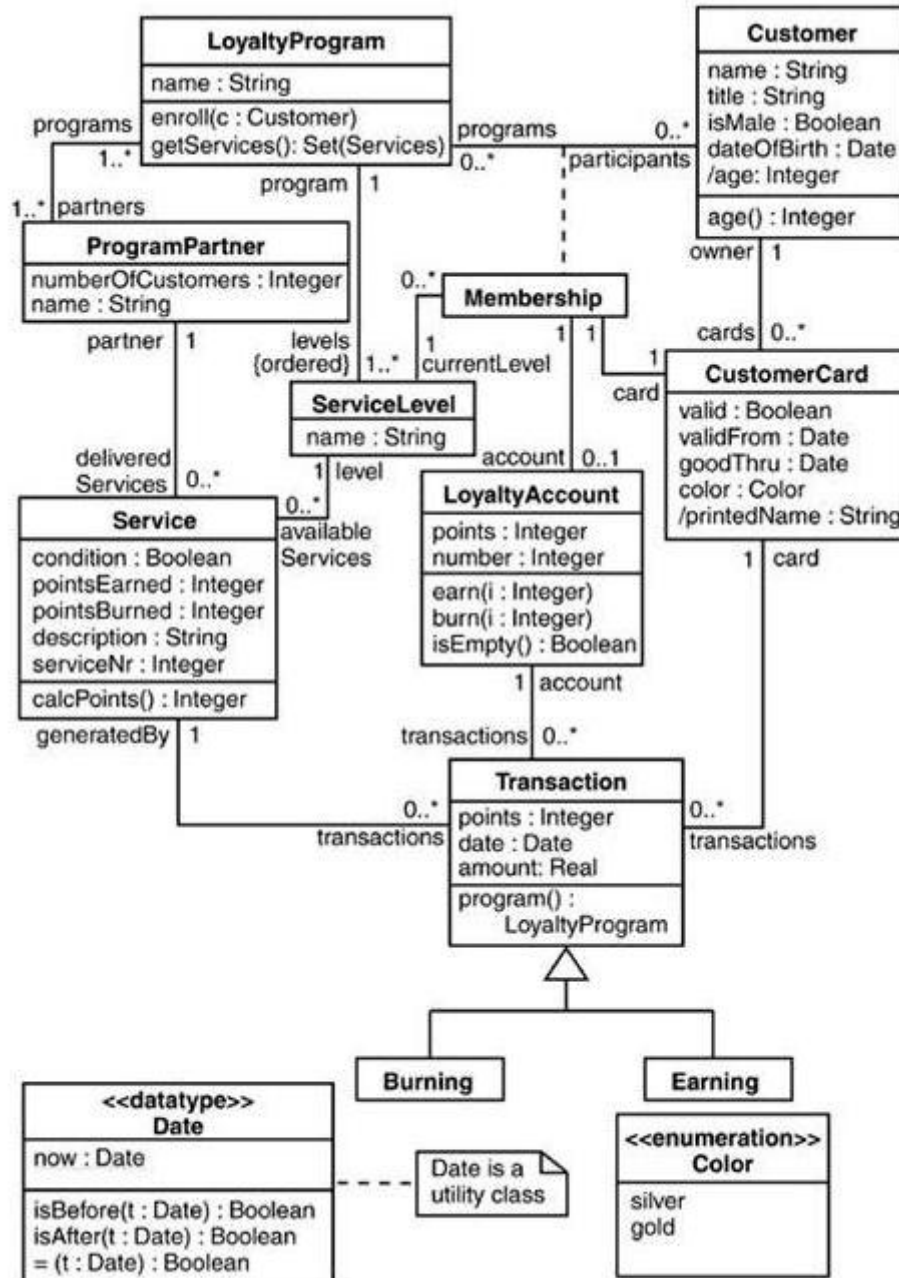 LoyaltyProgram
name : String
enroll(c : Customer)
getServices(): Set(Services)
Customer
name : String
title : String
isMale : Boolean
dateOfBirth : Date
/age: Integer
age() : Integer
programs
1..*
programs
0..*
0..*
participants
program
1
1..*
partners
owner
1
ProgramPartner
numberOfCustomers : Integer
name : String
0..*
Membership
partner
1
levels
{ordered}
1..*
1
currentLevel
1
1
1
card
cards
0..*
CustomerCard
valid : Boolean
validFrom : Date
goodThru : Date
color : Color
/printedName : String
ServiceLevel
name : String
delivered
Services
0..*
1
level
0..*
available
Services
account
0..1
LoyaltyAccount
points : Integer
number : Integer
earn(i : Integer)
burn(i : Integer)
isEmpty() : Boolean
1
card
Service
condition : Boolean
pointsEarned : Integer
pointsBurned : Integer
description : String
serviceNr : Integer
calcPoints() : Integer
1
account
generatedBy
1
transactions
0..*
Transaction
points : Integer
date : Date
amount: Real
program() :
LoyaltyProgram
0..*
transactions
0..*
transactions
Burning
Earning
<<datatype>>
Date
now : Date
isBefore(t : Date) : Boolean
isAfter(t : Date) : Boolean
= (t : Date) : Boolean
Date is a
utility class
<<enumeration>>
Color
silver
gold